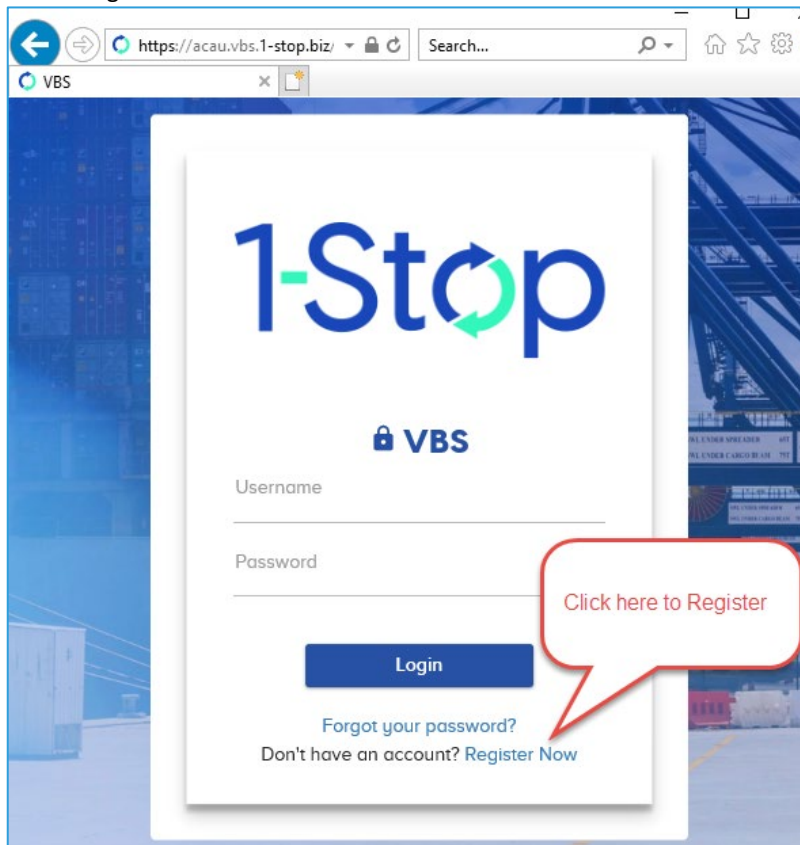 https://acau.vbs.1-stop.biz/
Search...
VBS
1-Stop
VBS
Username
Password
Click here to Register
Login
Forgot your password?
Don't have an account? Register Now